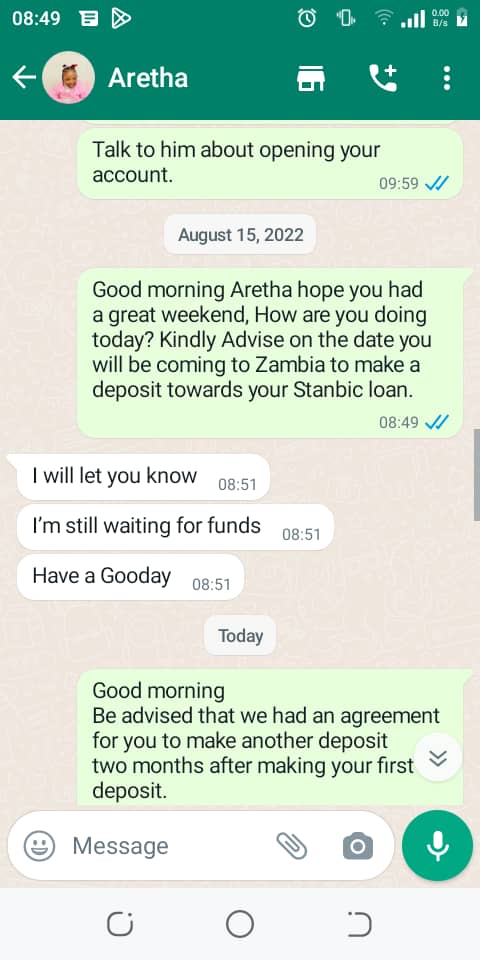 08:49
0.00
B/s
Aretha
Talk to him about opening your
account.
09:59
August 15, 2022
Good morning Aretha hope you had
a great weekend, How are you doing
today? Kindly Advise on the date you
will be coming to Zambia to make a
deposit towards your Stanbic loan.
08:49
I will let you know 08:51
I'm still waiting for funds 08:51
Have a Gooday 08:51
Today
Good morning
Be advised that we had an agreement
for you to make another deposit
two months after making your first
deposit.
Message